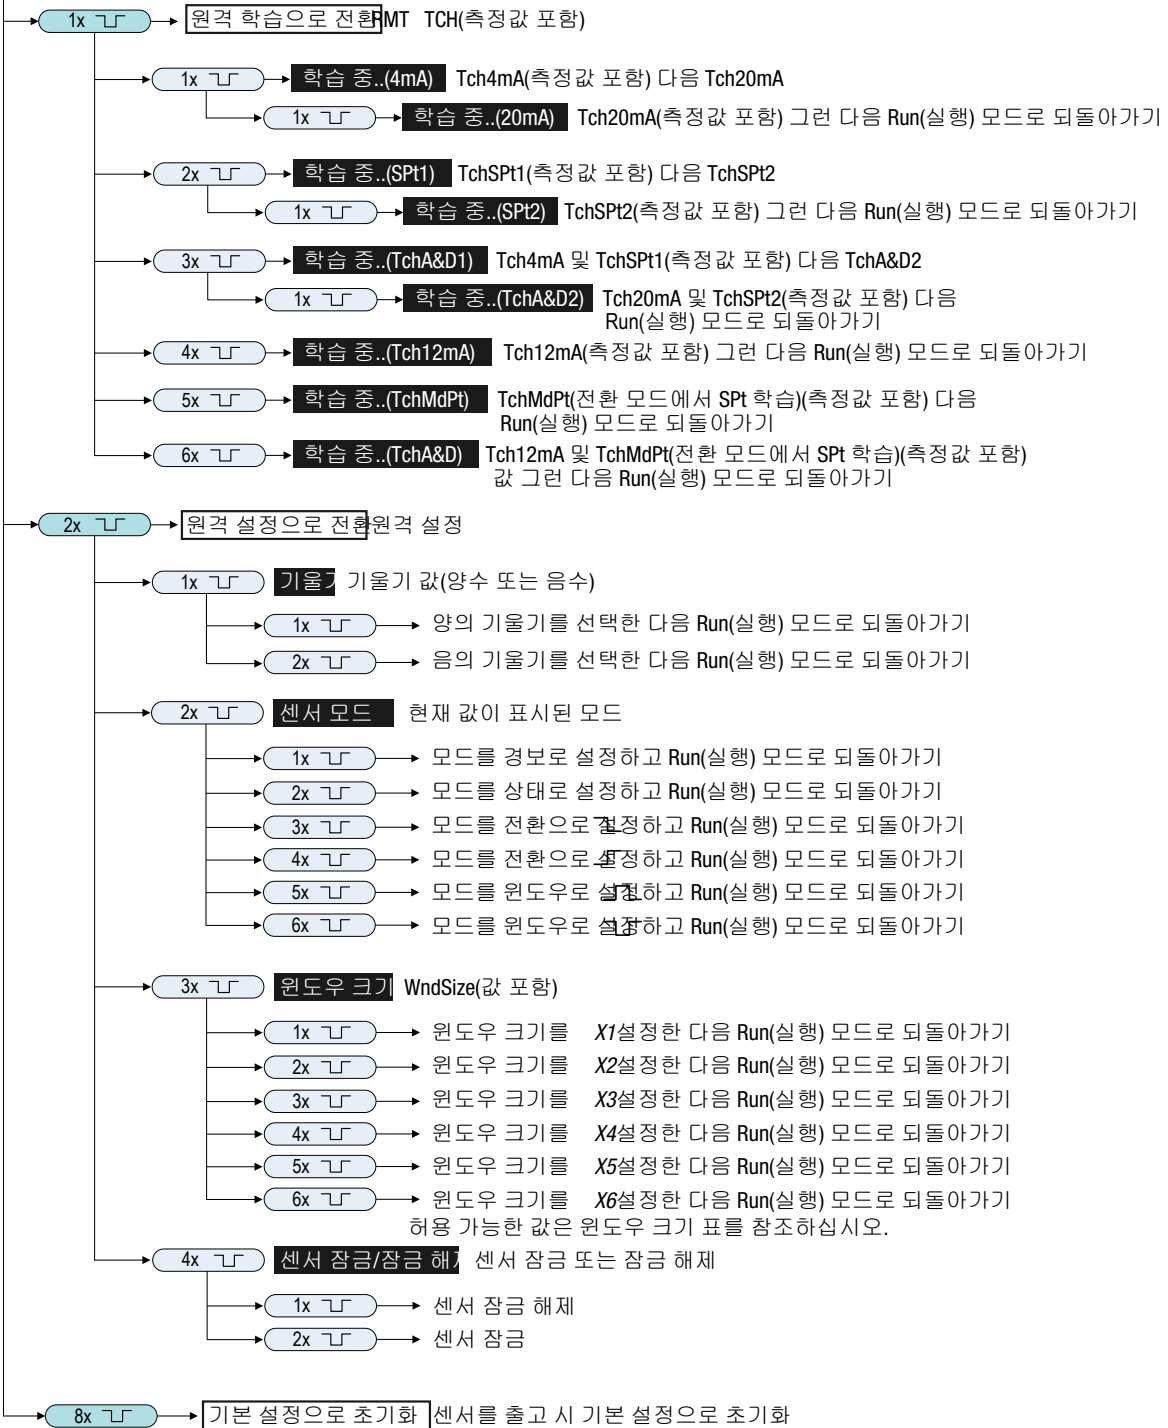 1x 원격 학습으로 전환 RMT TCH(측정값 포함)
1x 학습 중..(4mA) Tch4mA(측정값 포함) 다음 Tch20mA
1x 학습 중..(20mA) Tch20mA(측정값 포함) 그런 다음 Run(실행) 모드로 되돌아가기
2x 학습 중..(SPt1) TchSPt1(측정값 포함) 다음 TchSPt2
1x 학습 중..(SPt2) TchSPt2(측정값 포함) 그런 다음 Run(실행) 모드로 되돌아가기
3x 학습 중..(TchA&D1) Tch4mA 및 TchSPt1(측정값 포함) 다음 TchA&D2
1x 학습 중..(TchA&D2) Tch20mA 및 TchSPt2(측정값 포함) 다음
Run(실행) 모드로 되돌아가기
4x 학습 중..(Tch12mA) Tch12mA(측정값 포함) 그런 다음 Run(실행) 모드로 되돌아가기
5x 학습 중..(TchMdPt) TchMdPt(전환 모드에서 SPt 학습)(측정값 포함) 다음
Run(실행) 모드로 되돌아가기
6x 학습 중..(TchA&D) Tch12mA 및 TchMdPt(전환 모드에서 SPt 학습)(측정값 포함)
값 그런 다음 Run(실행) 모드로 되돌아가기
2x 원격 설정으로 전환 원격 설정
1x 기울기 기울기 값(양수 또는 음수)
1x 양의 기울기를 선택한 다음 Run(실행) 모드로 되돌아가기
2x 음의 기울기를 선택한 다음 Run(실행) 모드로 되돌아가기
2x 센서 모드 현재 값이 표시된 모드
1x 모드를 경보로 설정하고 Run(실행) 모드로 되돌아가기
2x 모드를 상태로 설정하고 Run(실행) 모드로 되돌아가기
3x 모드를 전환으로 설정하고 Run(실행) 모드로 되돌아가기
4x 모드를 전환으로 설정하고 Run(실행) 모드로 되돌아가기
5x 모드를 윈도우로 설정하고 Run(실행) 모드로 되돌아가기
6x 모드를 윈도우로 설정하고 Run(실행) 모드로 되돌아가기
3x 윈도우 크기 WndSize(값 포함)
1x 윈도우 크기를 X1설정한 다음 Run(실행) 모드로 되돌아가기
2x 윈도우 크기를 X2설정한 다음 Run(실행) 모드로 되돌아가기
3x 윈도우 크기를 X3설정한 다음 Run(실행) 모드로 되돌아가기
4x 윈도우 크기를 X4설정한 다음 Run(실행) 모드로 되돌아가기
5x 윈도우 크기를 X5설정한 다음 Run(실행) 모드로 되돌아가기
6x 윈도우 크기를 X6설정한 다음 Run(실행) 모드로 되돌아가기
허용 가능한 값은 윈도우 크기 표를 참조하십시오.
4x 센서 잠금/잠금 해제 센서 잠금 또는 잠금 해제
1x 센서 잠금 해제
2x 센서 잠금
8x 기본 설정으로 초기화 센서를 출고 시 기본 설정으로 초기화